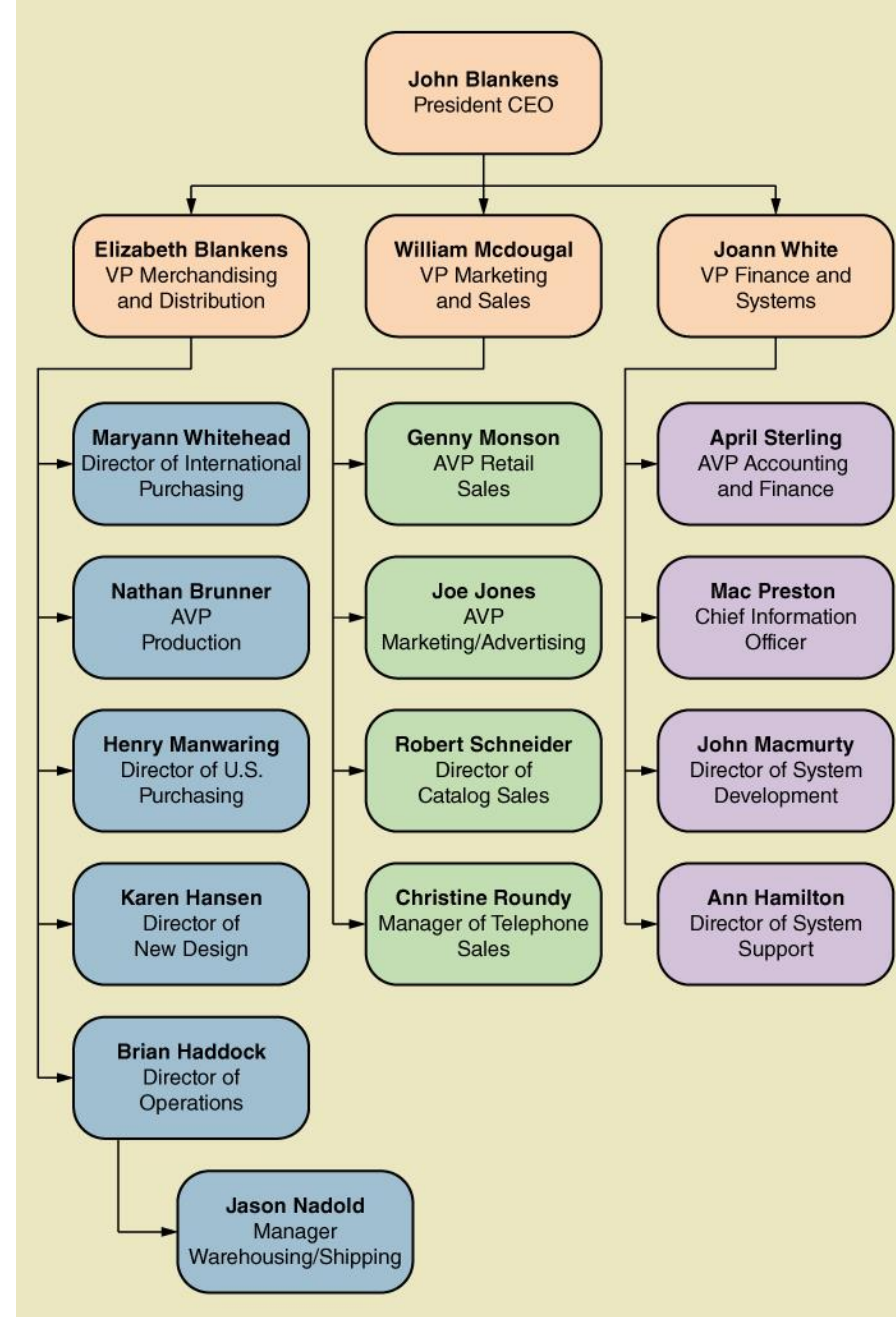 John Blankens
President CEO
Elizabeth Blankens
VP Merchandising
and Distribution
William Mcdougal
VP Marketing
and Sales
Joann White
VP Finance and
Systems
Maryann Whitehead
Director of International
Purchasing
Genny Monson
AVP Retail
Sales
April Sterling
AVP Accounting
and Finance
Nathan Brunner
AVP
Production
Joe Jones
AVP
Marketing/Advertising
Mac Preston
Chief Information
Officer
Henry Manwaring
Director of U.S.
Purchasing
Robert Schneider
Director of
Catalog Sales
John Macmurty
Director of System
Development
Karen Hansen
Director of
New Design
Christine Roundy
Manager of Telephone
Sales
Ann Hamilton
Director of System
Support
Brian Haddock
Director of
Operations
Jason Nadold
Manager
Warehousing/Shipping